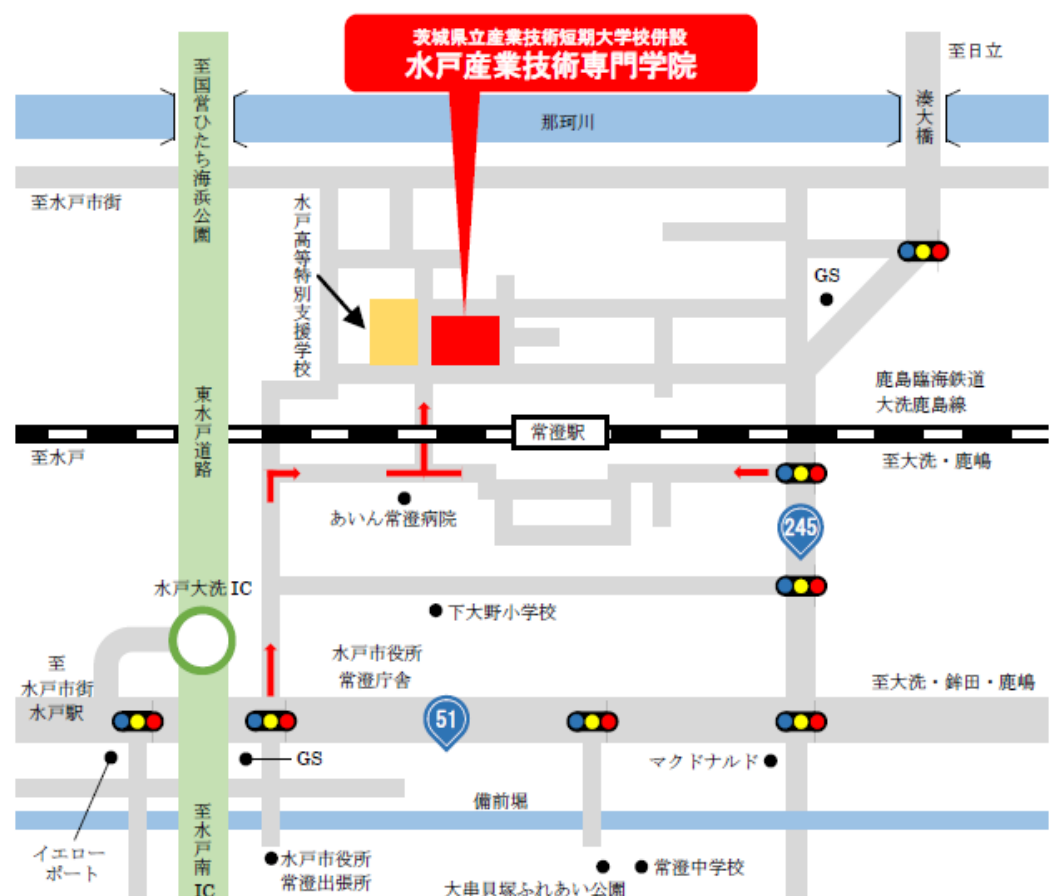 茨城県立産業技術短期大学校併設
水戸産業技術専門学院
至日立
至国営ひたち海浜公園
湊大橋
那珂川
至水戸市街
水戸高等特別支援学校
GS
鹿島臨海鉄道
大洗鹿島線
東水戸道路
常澄駅
至水戸
至大洗・鹿嶋
あいん常澄病院
245
水戸大洗IC
下大野小学校
水戸市役所
常澄庁舎
至
水戸市街
水戸駅
至大洗・鉾田・鹿嶋
51
GS
マクドナルド
備前堀
至水戸南IC
イエロー
ポート
水戸市役所
常澄出張所
常澄中学校
大串貝塚ふれあい公園